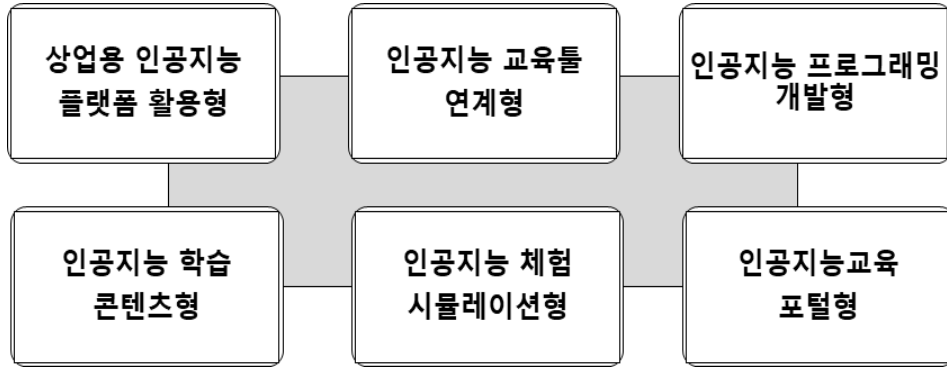 상업용 인공지능
플랫폼 활용형
인공지능 교육툴
연계형
인공지능 프로그래밍
개발형
인공지능 학습
콘텐츠형
인공지능 체험
시뮬레이션형
인공지능교육
포털형